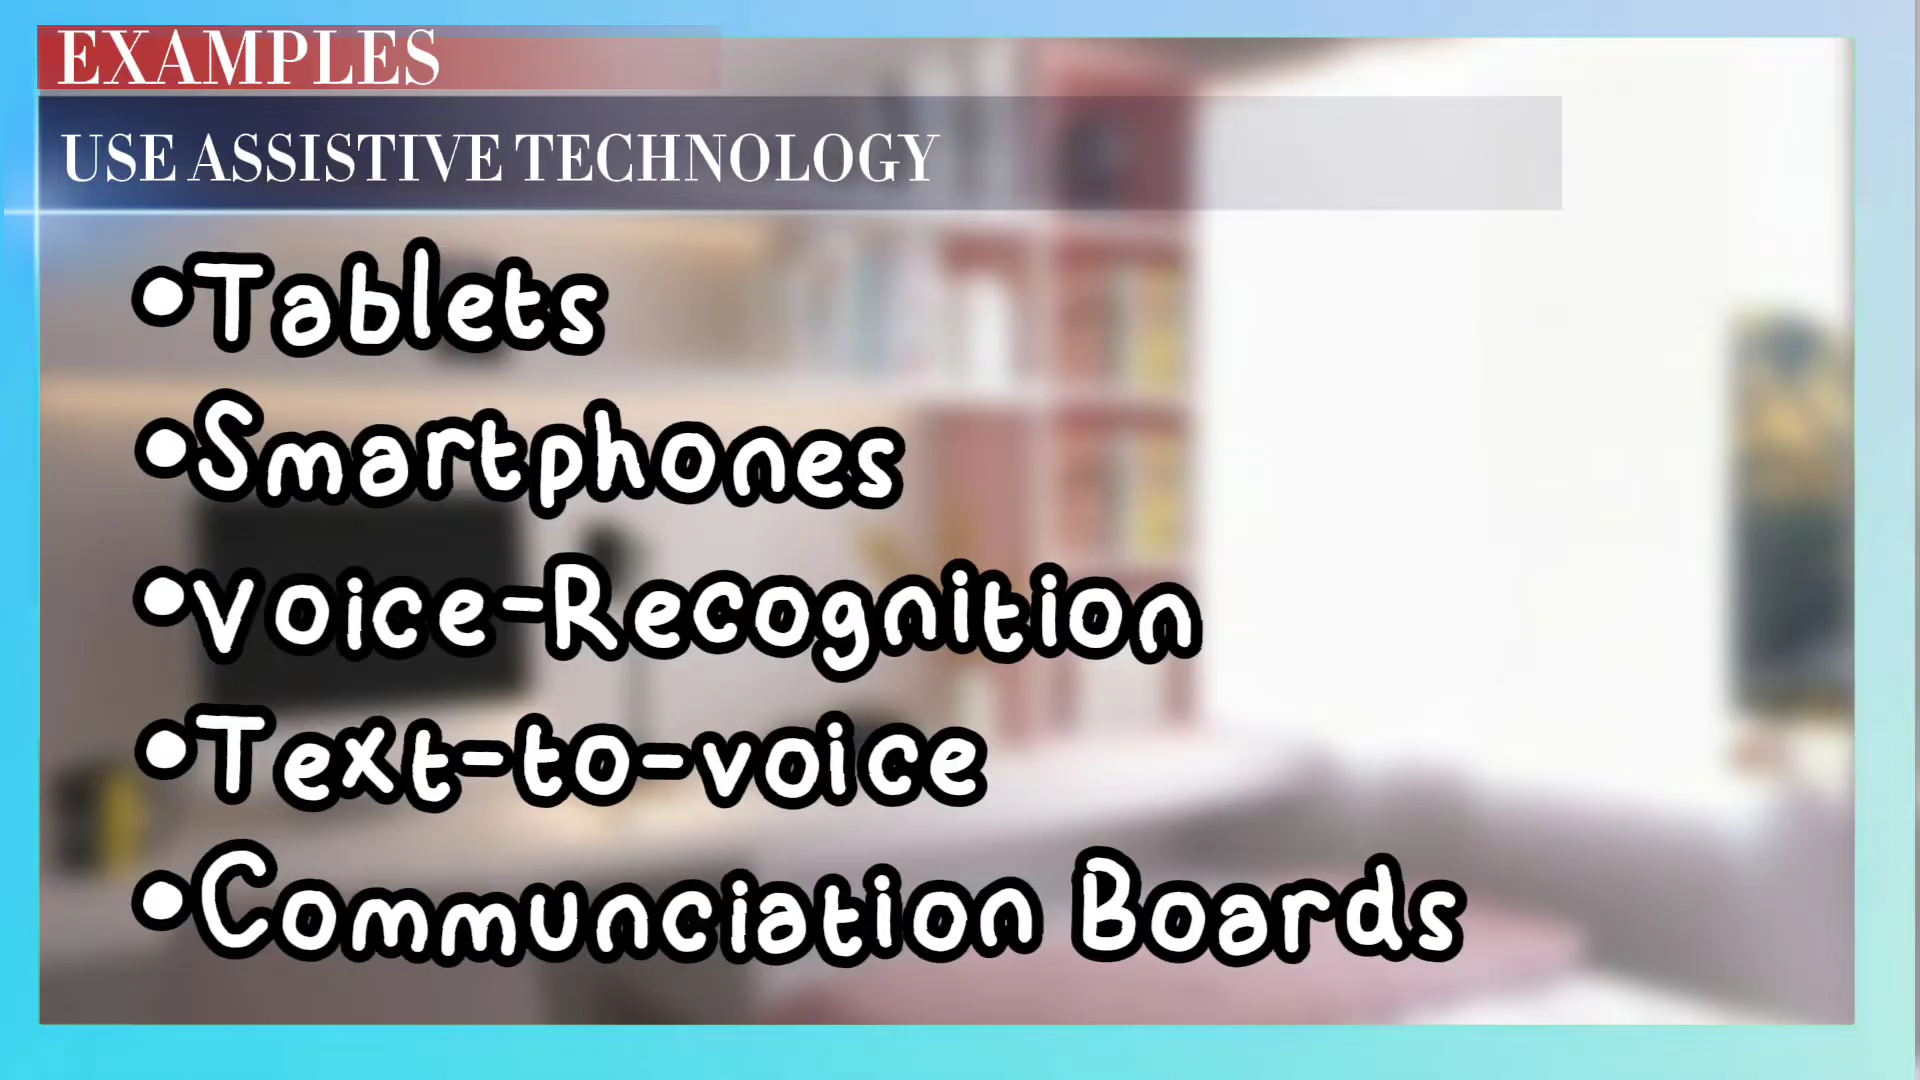 EXAMPLES
USE ASSISTIVE TECHNOLOGY
•Tablets
•Smartphones
•Voice-Recognition
•Text-to-voice
•Communciation Boards